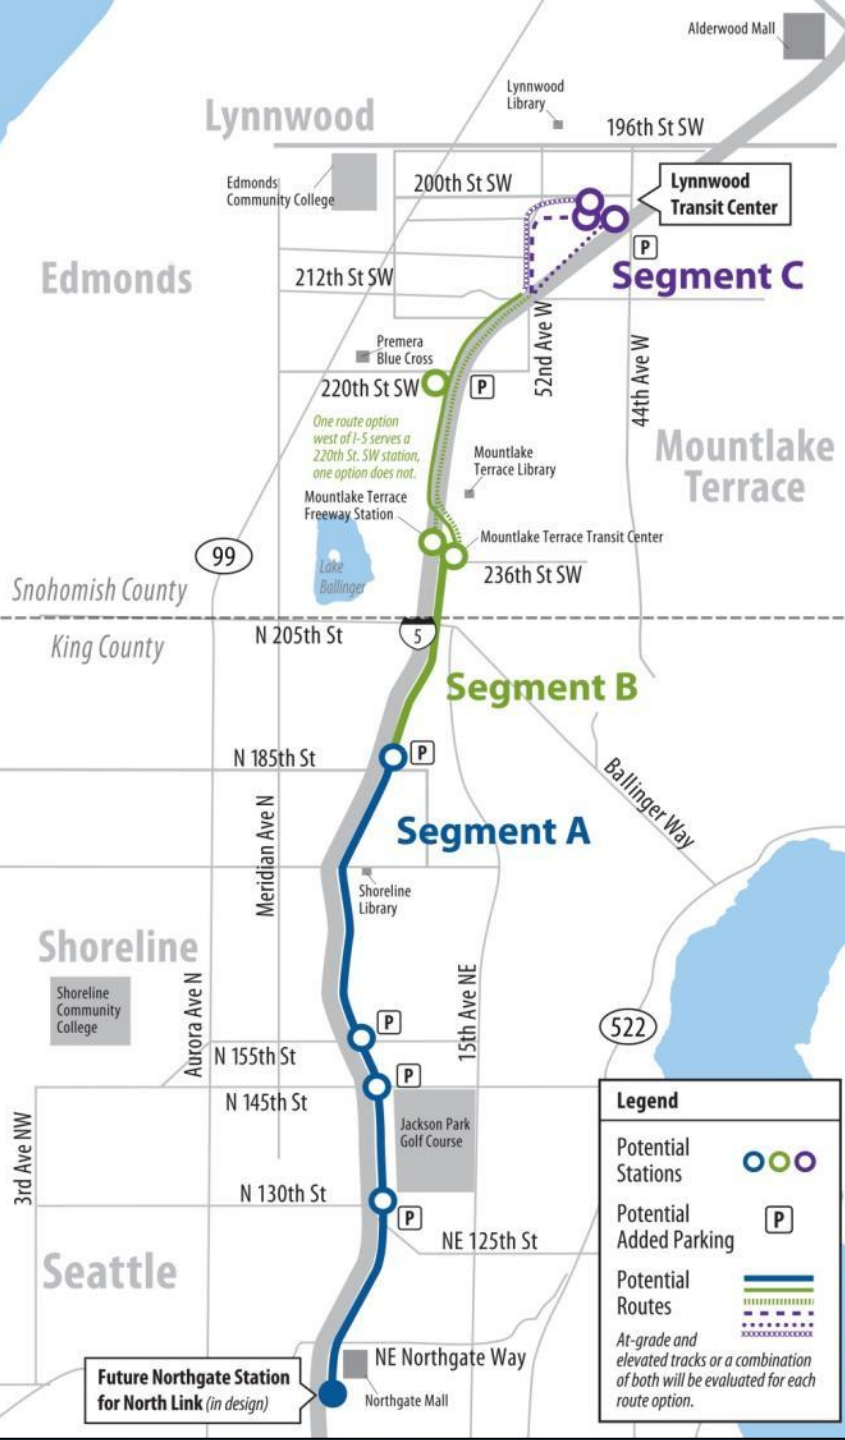 Alderwood Mall
Lynnwood
Library
Lynnwood
196th St SW
Edmonds
Community College
200th St SW
Lynnwood
Transit Center
P
Edmonds
212th St SW
Segment C
Premera
Blue Cross
52nd Ave W
44th Ave W
220th St SW
P
One route option
west of I-5 serves a
220th St. SW station,
one option does not.
Mountlake
Terrace
Mountlake
Terrace Library
Mountlake Terrace
Freeway Station
Mountlake Terrace Transit Center
99
Lake
Ballinger
236th St SW
Snohomish County
King County
N 205th St
5
Segment B
N 185th St
P
Ballinger Way
Meridian Ave N
Segment A
Shoreline
Library
Shoreline
Shoreline
Community
College
Aurora Ave N
15th Ave NE
P
522
N 155th St
P
N 145th St
3rd Ave NW
Jackson Park
Golf Course
N 130th St
P
NE 125th St
Seattle
NE Northgate Way
Northgate Mall
Future Northgate Station
for North Link (in design)
Legend
Potential
Stations
Potential
Added Parking
P
Potential
Routes
At-grade and
elevated tracks or a combination
of both will be evaluated for each
route option.